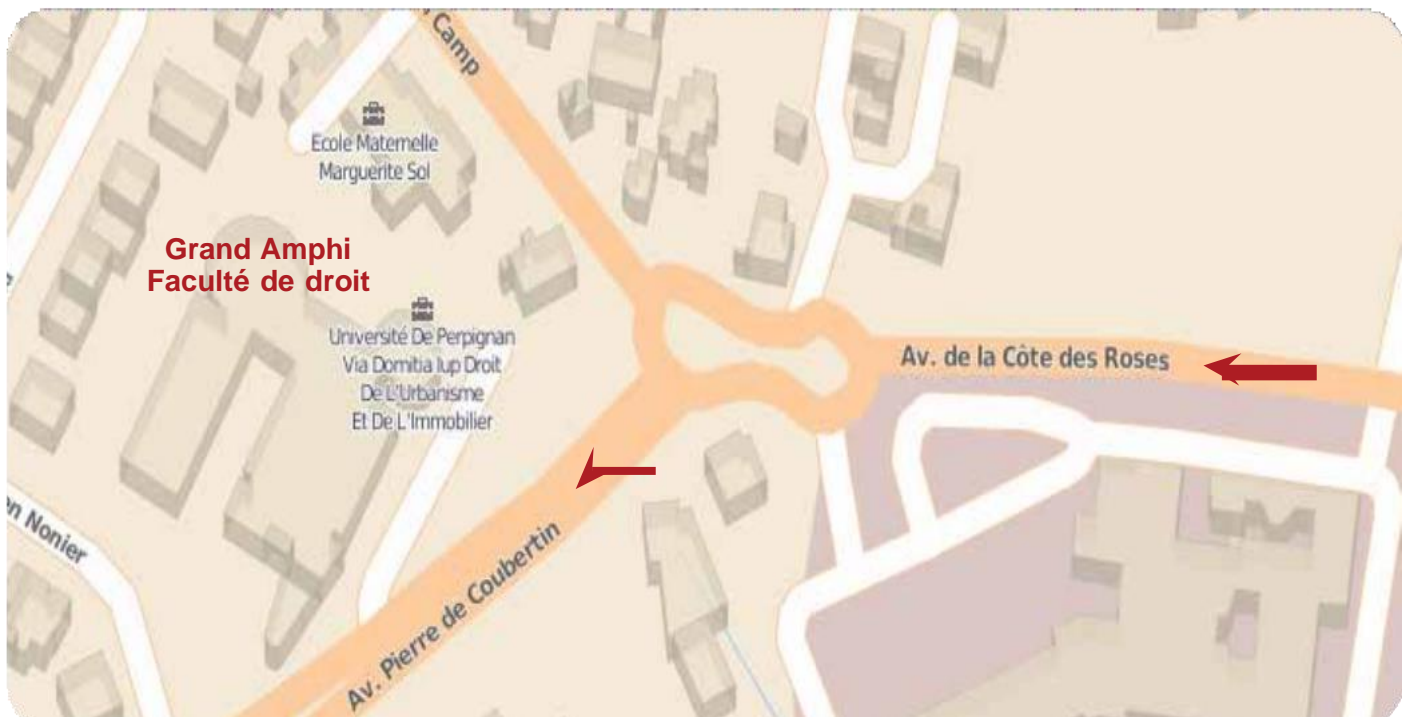 Camp
Ecole Maternelle
Marguerite Sol
Grand Amphi
Faculté de droit
Université De Perpignan
Via Domitia Iup Droit
De L'Urbanisme
Et De L'Immobilier
Av. de la Côte des Roses
en Nonier
Av. Pierre de Coubertin